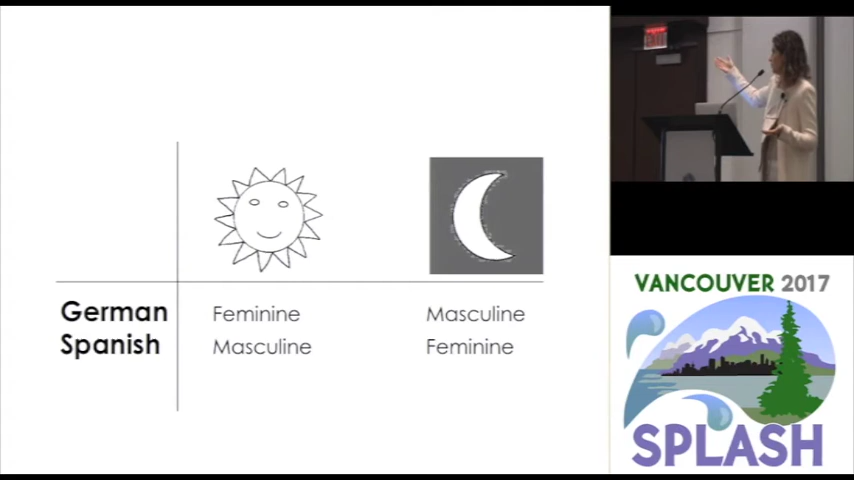 German Feminine Masculine
Spanish Masculine Feminine
EXIT
VANCOUVER 2017
SPLASH